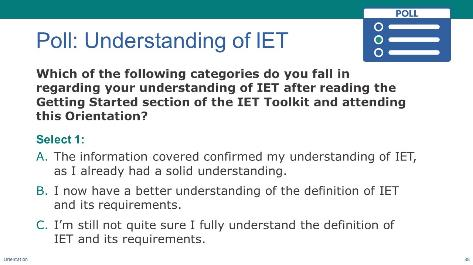 POLL
Poll: Understanding of IET
Which of the following categories do you fall in
regarding your understanding of IET after reading the
Getting Started section of the IET Toolkit and attending
this Orientation?
Select 1:
A. The information covered confirmed my understanding of IET,
as I already had a solid understanding.
B. I now have a better understanding of the definition of IET
and its requirements.
C. I’m still not quite sure I fully understand the definition of
IET and its requirements.
Orientation